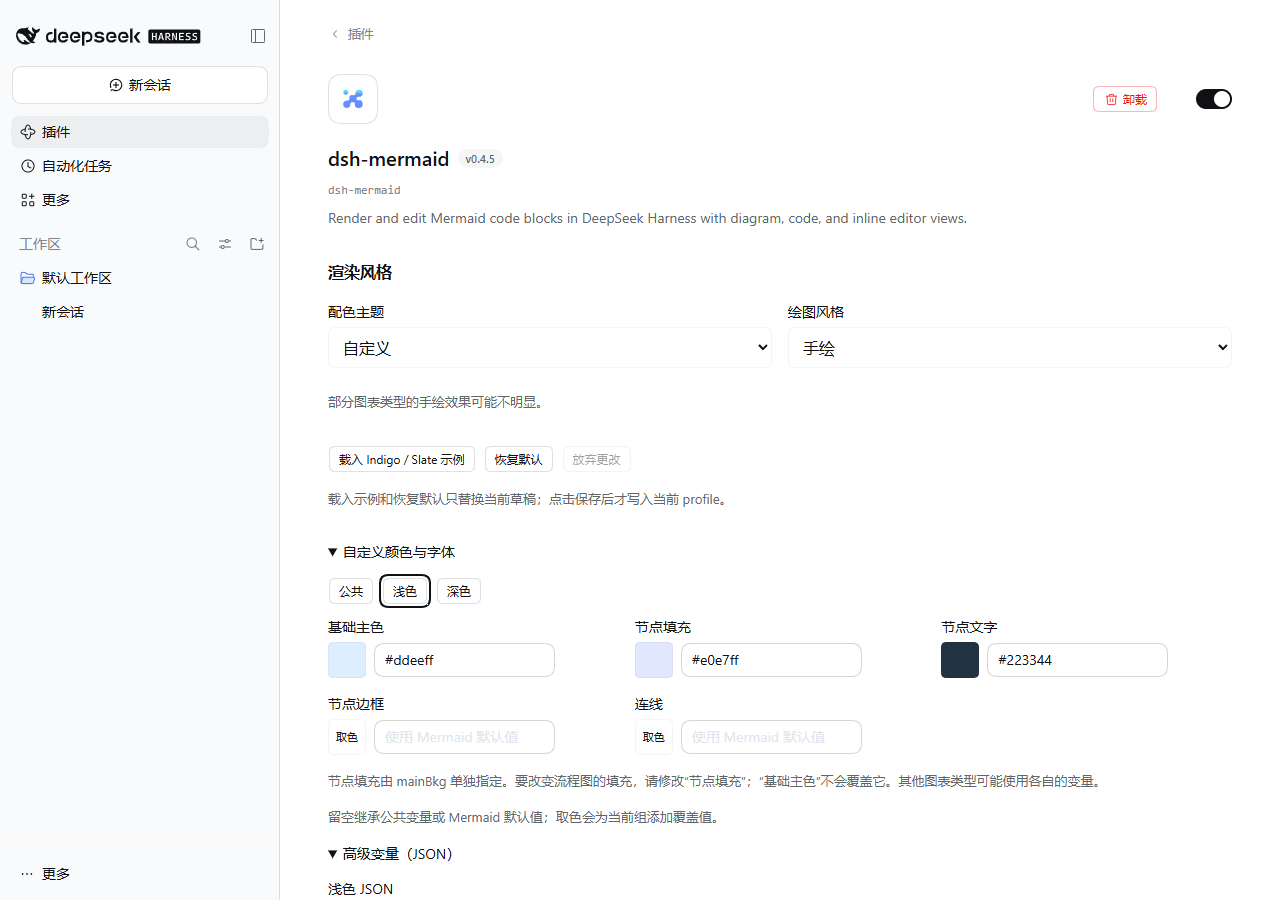 deepseek HARNESS
新会话
插件
自动化任务
更多
工作区
默认工作区
新会话
更多
插件
卸载
dsh-mermaid v0.4.5
dsh-mermaid
Render and edit Mermaid code blocks in DeepSeek Harness with diagram, code, and inline editor views.
渲染风格
配色主题 绘图风格
自定义 手绘
部分图表类型的手绘效果可能不明显。
载入 Indigo / Slate 示例 恢复默认 放弃更改
载入示例和恢复默认只替换当前草稿；点击保存后才写入当前 profile。
▼ 自定义颜色与字体
公共 浅色 深色
基础主色 节点填充 节点文字
#ddeeff #e0e7ff #223344
节点边框 连线
取色 使用 Mermaid 默认值 取色 使用 Mermaid 默认值
节点填充由 mainBkg 单独指定。要改变流程图的填充，请修改“节点填充”；“基础主色”不会覆盖它。其他图表类型可能使用各自的变量。
留空继承公共变量或 Mermaid 默认值；取色会为当前组添加覆盖值。
▼ 高级变量（JSON）
浅色 JSON